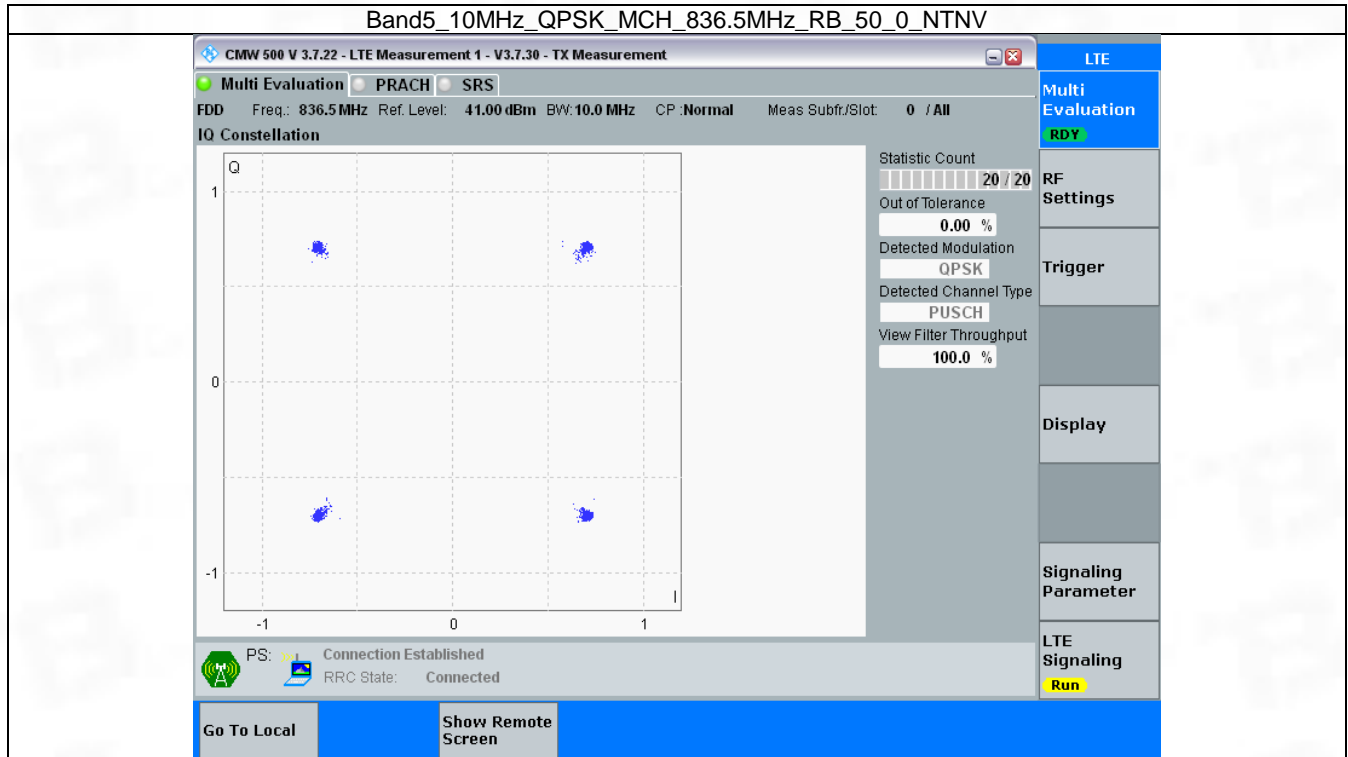 Band5_10MHz_QPSK_MCH_836.5MHz_RB_50_0_NTNV
CMW 500 V 3.7.22 - LTE Measurement 1 - V3.7.30 - TX Measurement
LTE
Multi Evaluation PRACH SRS
Multi
Evaluation
RDY
FDD Freq.: 836.5 MHz Ref. Level: 41.00 dBm BW: 10.0 MHz CP :Normal Meas Subfr./Slot: 0 / All
IQ Constellation
Q
1
0
-1
I
-1 0 1
Statistic Count
20 / 20
Out of Tolerance
0.00 %
Detected Modulation
QPSK
Detected Channel Type
PUSCH
View Filter Throughput
100.0 %
RF
Settings
Trigger
Display
Signaling
Parameter
LTE
Signaling
Run
PS: Connection Established
RRC State: Connected
Go To Local
Show Remote
Screen